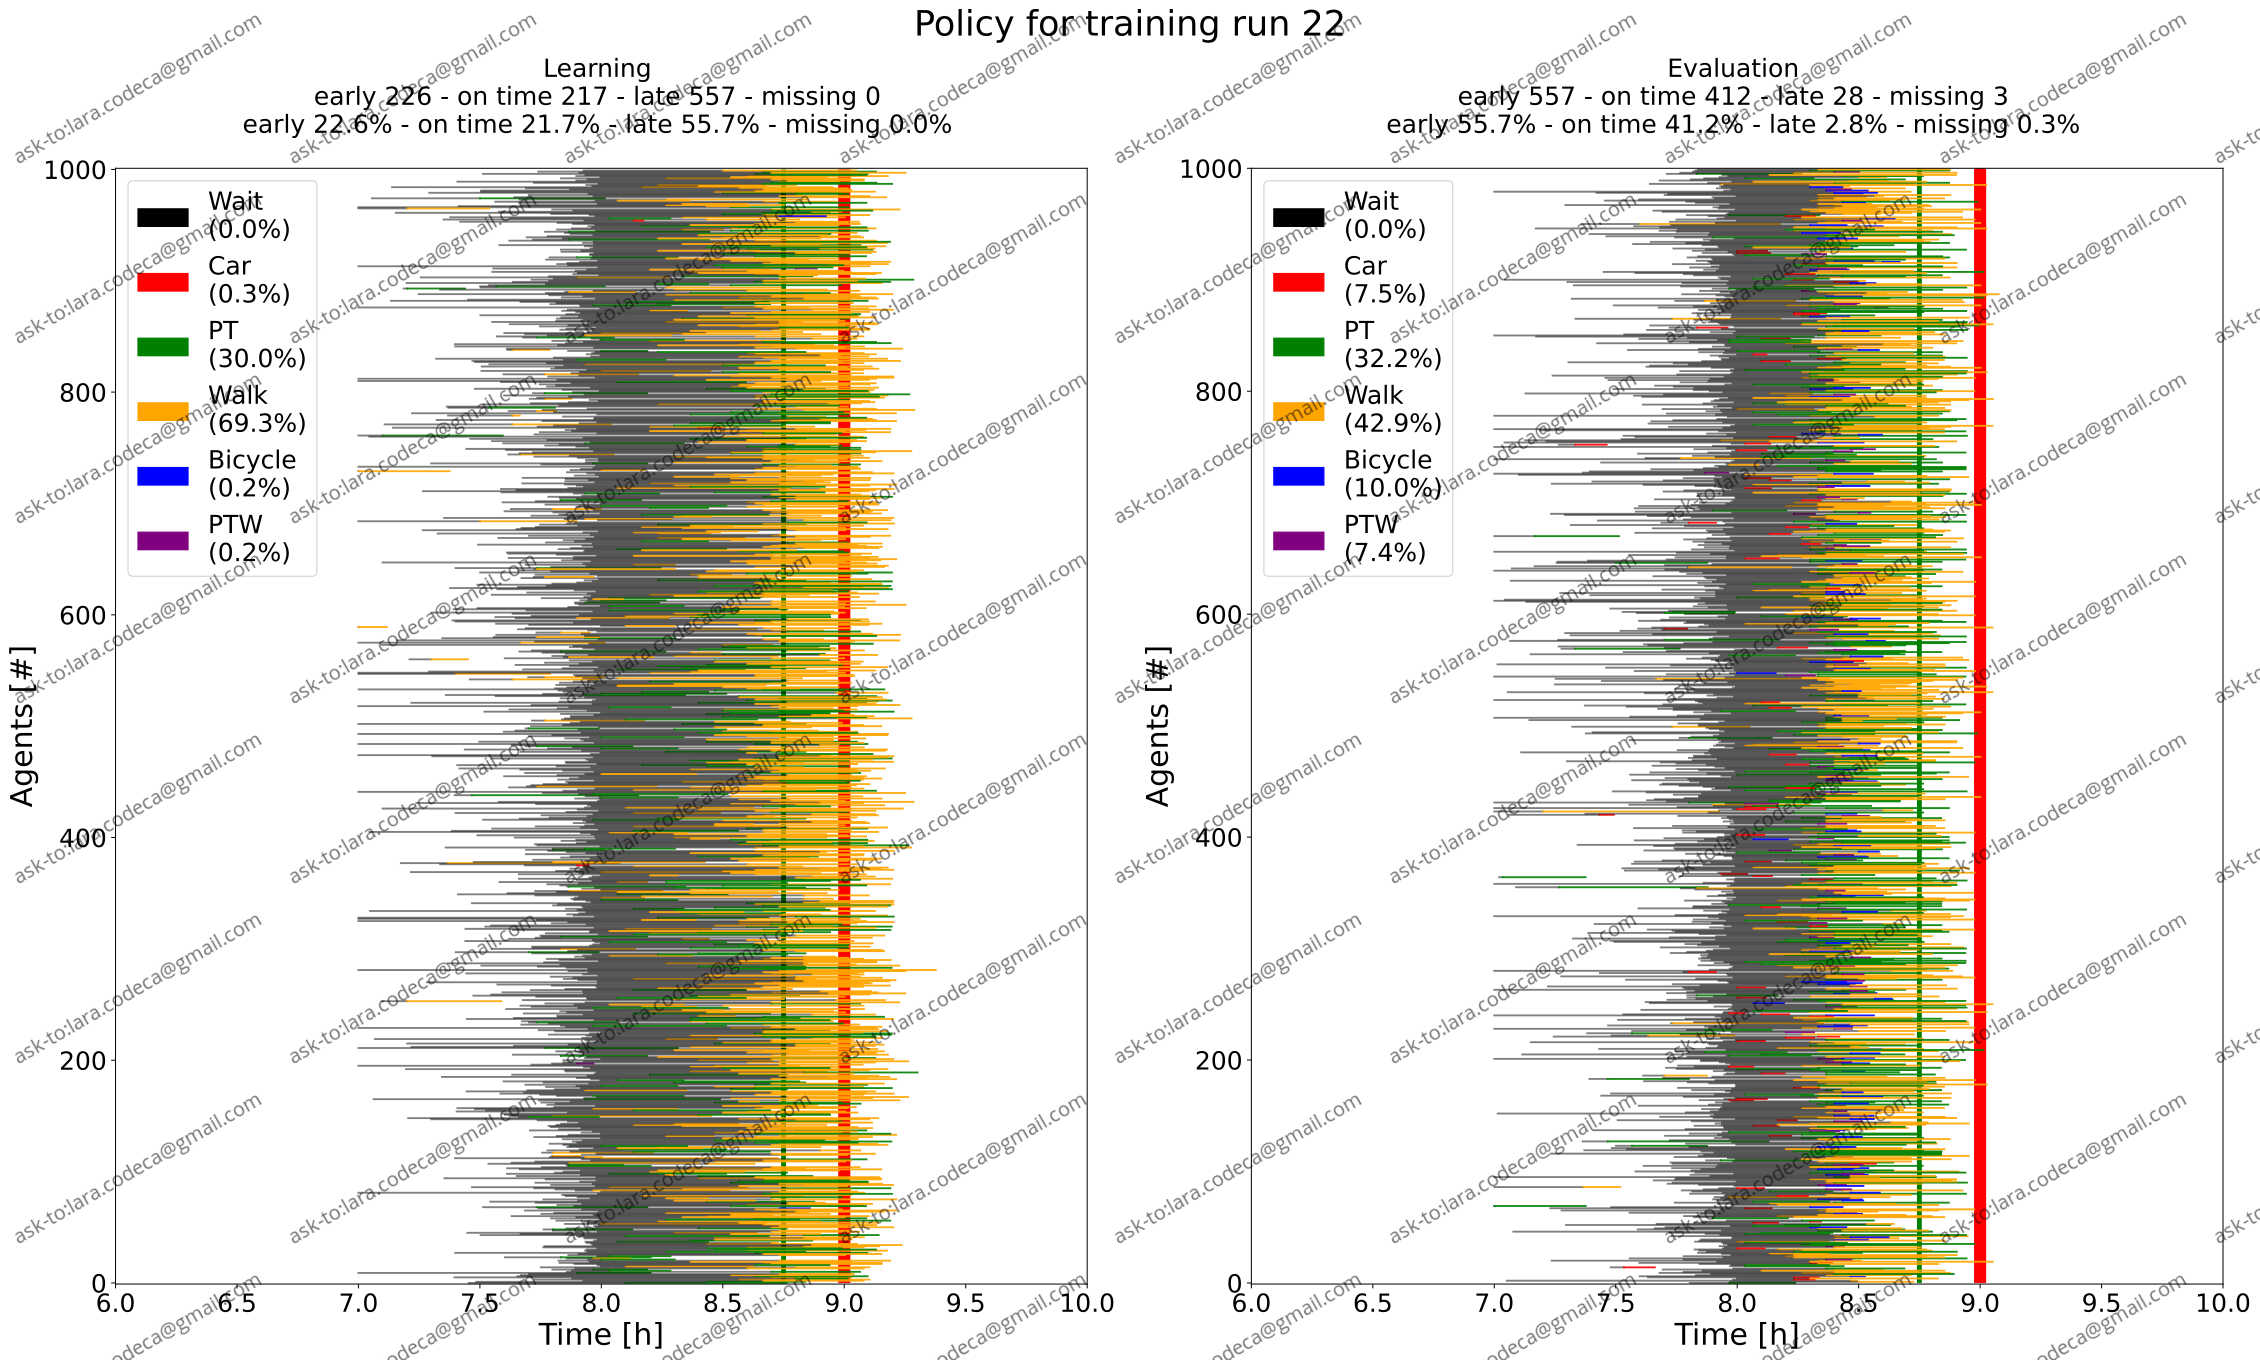 Policy for training run 22
Learning
early 226 - on time 217 - late 557 - missing 0
early 22.6% - on time 21.7% - late 55.7% - missing 0.0%
Wait
(0.0%)
Car
(0.3%)
PT
(30.0%)
Walk
(69.3%)
Bicycle
(0.2%)
PTW
(0.2%)
1000
800
600
400
200
0
Agents [#]
6.0 6.5 7.0 7.5 8.0 8.5 9.0 9.5 10.0
Time [h]
Evaluation
early 557 - on time 412 - late 28 - missing 3
early 55.7% - on time 41.2% - late 2.8% - missing 0.3%
Wait
(0.0%)
Car
(7.5%)
PT
(32.2%)
Walk
(42.9%)
Bicycle
(10.0%)
PTW
(7.4%)
1000
800
600
400
200
0
Agents [#]
6.0 6.5 7.0 7.5 8.0 8.5 9.0 9.5 10.0
Time [h]
ask-to:lara.codeca@gmail.com